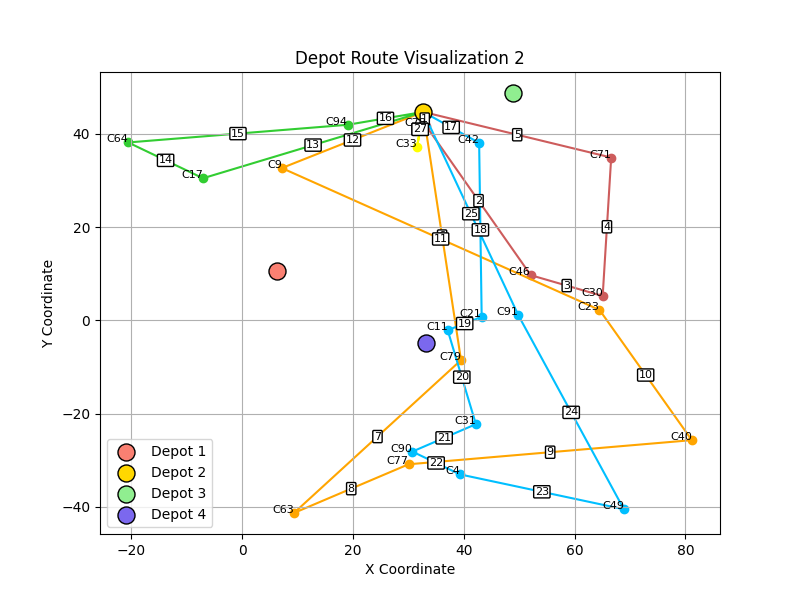 Depot Route Visualization 2
Y Coordinate
X Coordinate
40
20
0
−20
−40
−20
0
20
40
60
80
C64
C94
C17
C9
C33
C42
C71
C46
C30
C23
C21
C11
C91
C79
C31
C90
C77
C4
C40
C63
C49
1
2
3
4
5
7
8
9
10
11
12
13
14
15
16
17
18
19
20
21
22
23
24
25
27
Depot 1
Depot 2
Depot 3
Depot 4